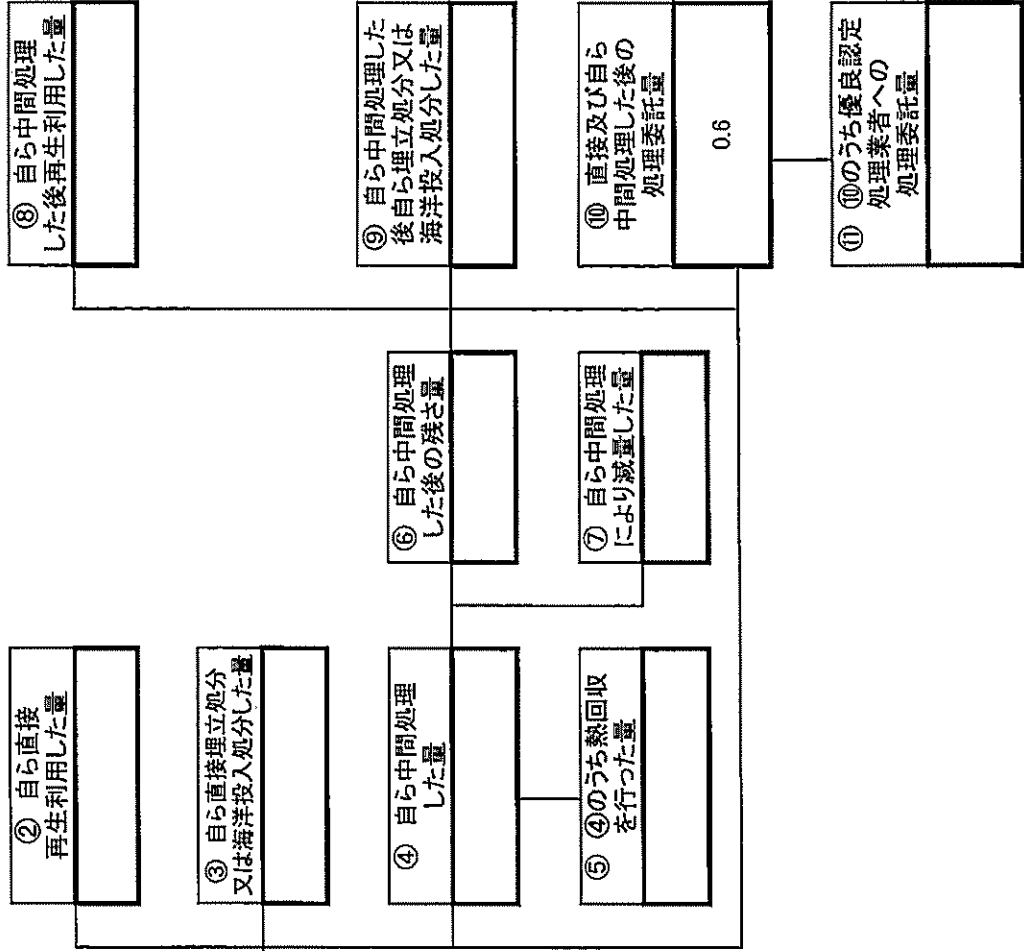 ② 自ら直接
再生利用した量
③ 自ら直接埋立処分
又は海洋投入処分した量
④ 自ら中間処理
した量
⑤ ④のうち熱回収
を行った量
⑥ 自ら中間処理
した後の残さ量
⑦ 自ら中間処理
により減量した量
⑧ 自ら中間処理
した後再生利用した量
⑨ 自ら中間処理した
後自ら埋立処分又は
海洋投入処分した量
⑩ 直接及び自ら
中間処理した後の
処理委託量
0.6
⑪ ⑩のうち優良認定
処理業者への
処理委託量